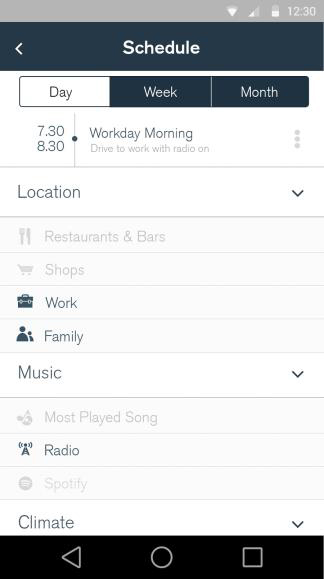 12:30
Schedule
Day Week Month
7.30 Workday Morning
8.30 Drive to work with radio on
Location
Restaurants & Bars
Shops
Work
Family
Music
Most Played Song
Radio
Spotify
Climate